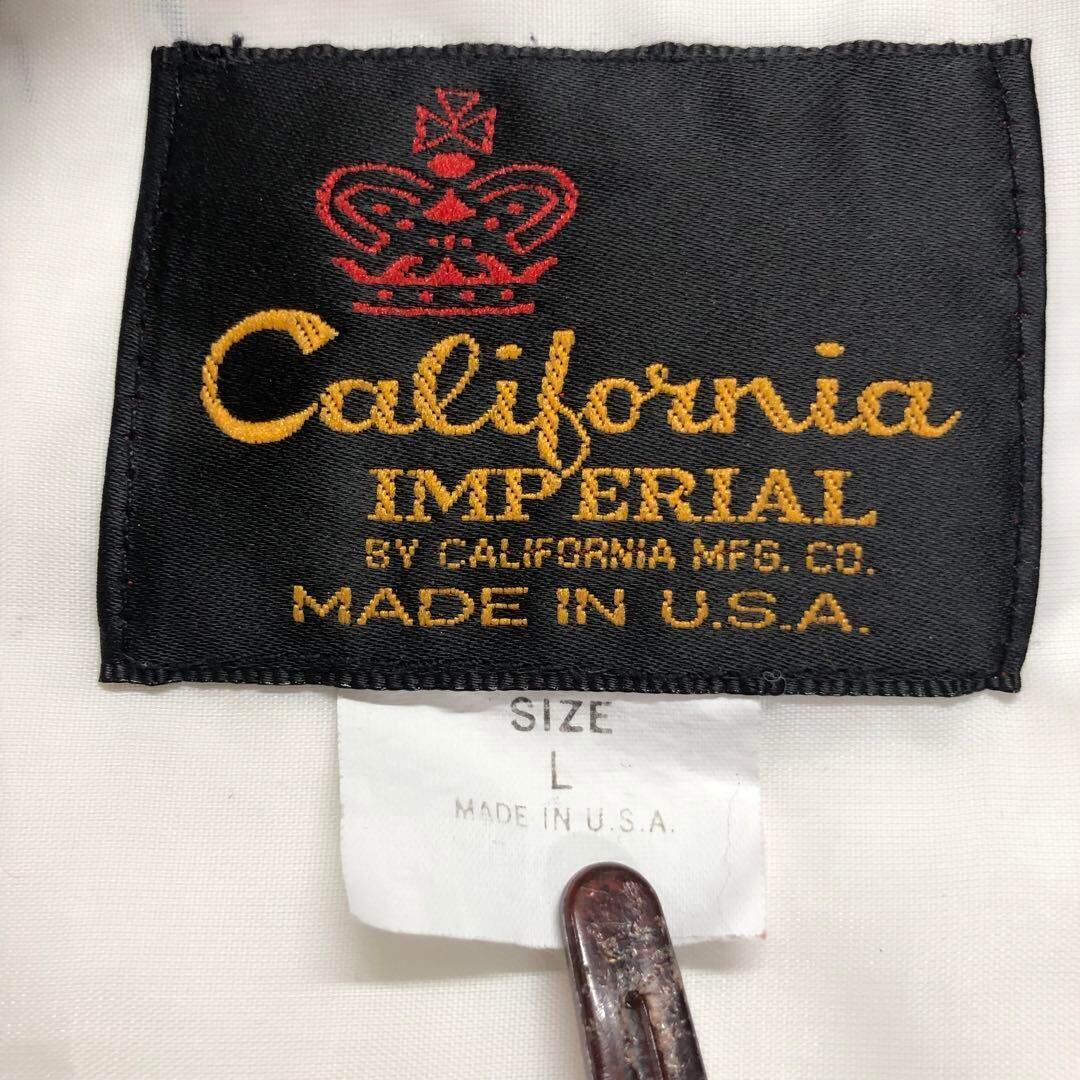 California
IMPERIAL
BY CALIFORNIA MFG. CO.
MADE IN U.S.A.
SIZE
L
MADE IN U.S.A.